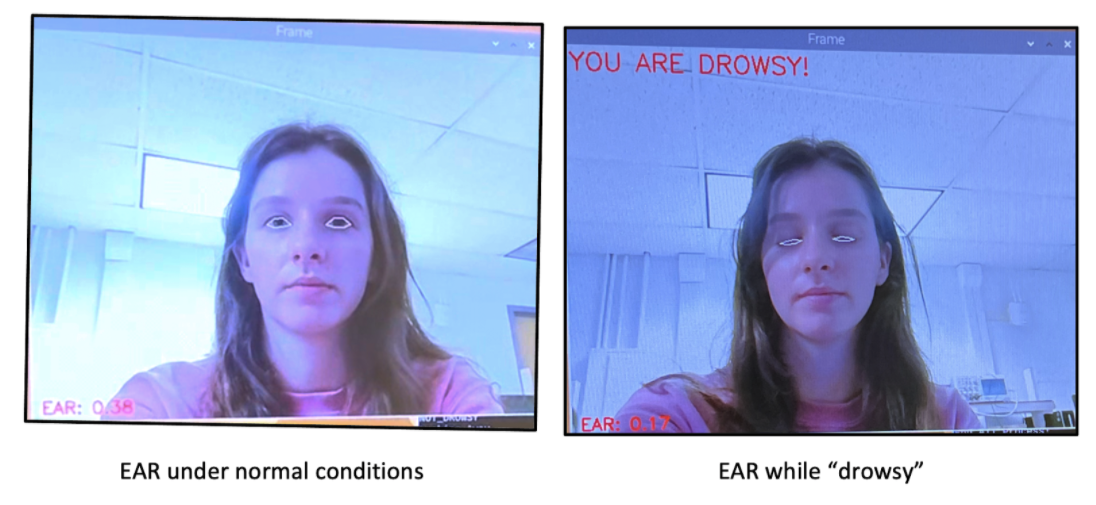 Frame
Frame
YOU ARE DROWSY!
EAR: 0.38
EAR: 0.17
EAR under normal conditions
EAR while “drowsy”